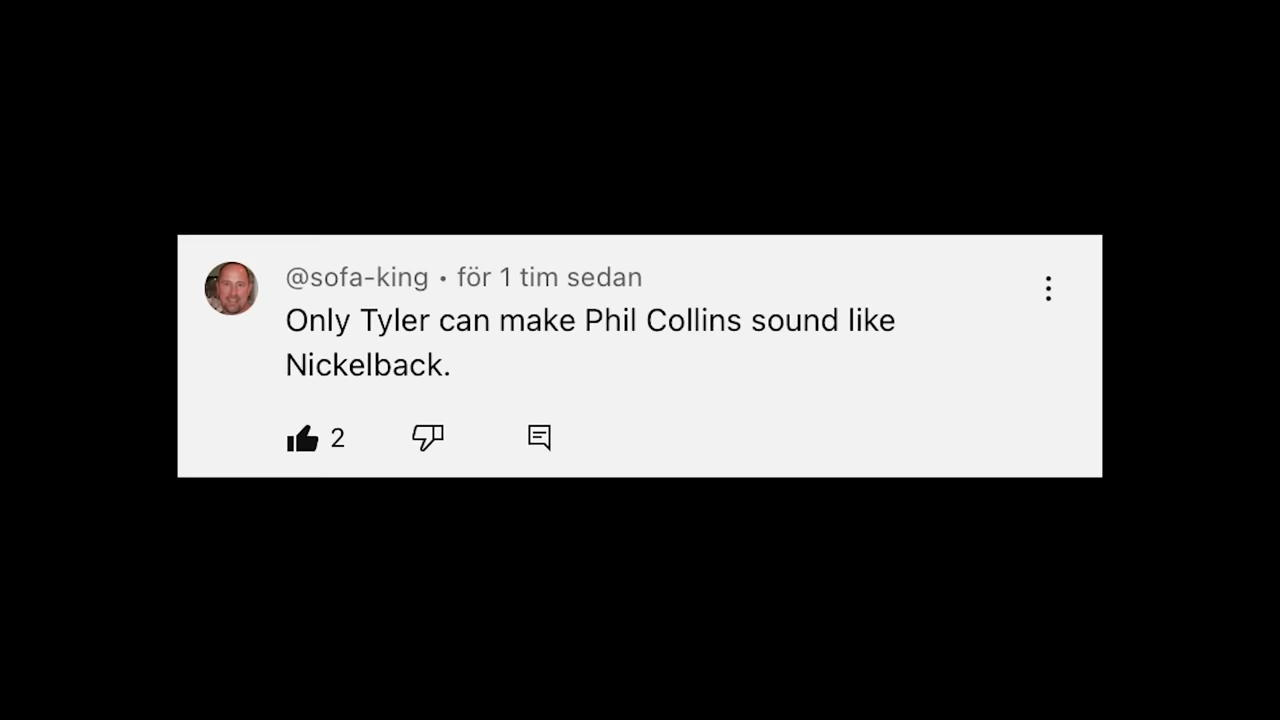 @sofa-king • för 1 tim sedan
Only Tyler can make Phil Collins sound like
Nickelback.
2